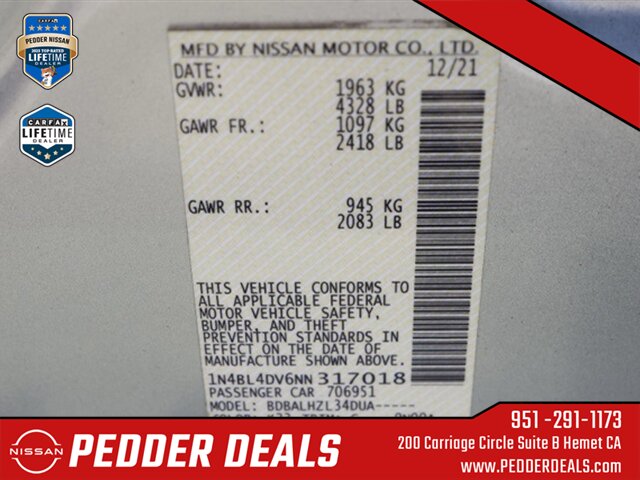 CARFAX
PEDDER NISSAN
2023 TOP-RATED
LIFETIME
DEALER
CARFAX
LIFETIME
DEALER
MFD BY NISSAN MOTOR CO., LTD.
DATE: 12/21
GVWR: 1963 KG
4328 LB
GAWR FR.: 1097 KG
2418 LB
GAWR RR.: 945 KG
2083 LB
THIS VEHICLE CONFORMS TO
ALL APPLICABLE FEDERAL
MOTOR VEHICLE SAFETY,
BUMPER, AND THEFT
PREVENTION STANDARDS IN
EFFECT ON THE DATE OF
MANUFACTURE SHOWN ABOVE.
1N4BL4DV6NN317018
PASSENGER CAR 7069S1
MODEL: BDBALHZL34DUA-----
NISSAN
PEDDER DEALS
951 -291-1173
200 Carriage Circle Suite B Hemet CA
www.PEDDERDEALS.com